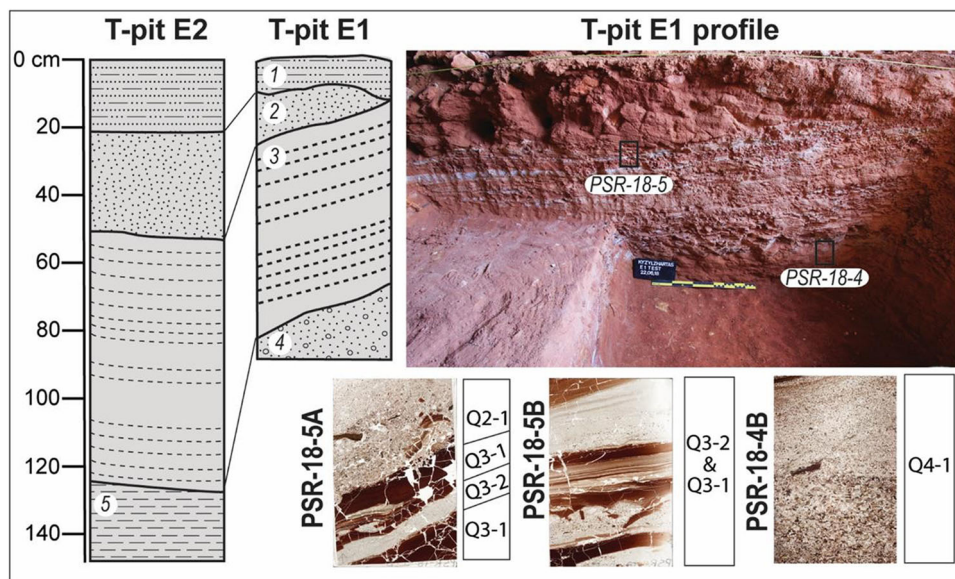 T-pit E2
T-pit E1
T-pit E1 profile
0 cm
20
40
60
80
100
120
140
1
2
3
4
5
PSR-18-5
PSR-18-4
KYZYLZHARTAS
E1 TEST
PSR-18-5A
Q2-1
Q3-1
Q3-2
Q3-1
PSR-18-5B
Q3-2
&
Q3-1
PSR-18-4B
Q4-1